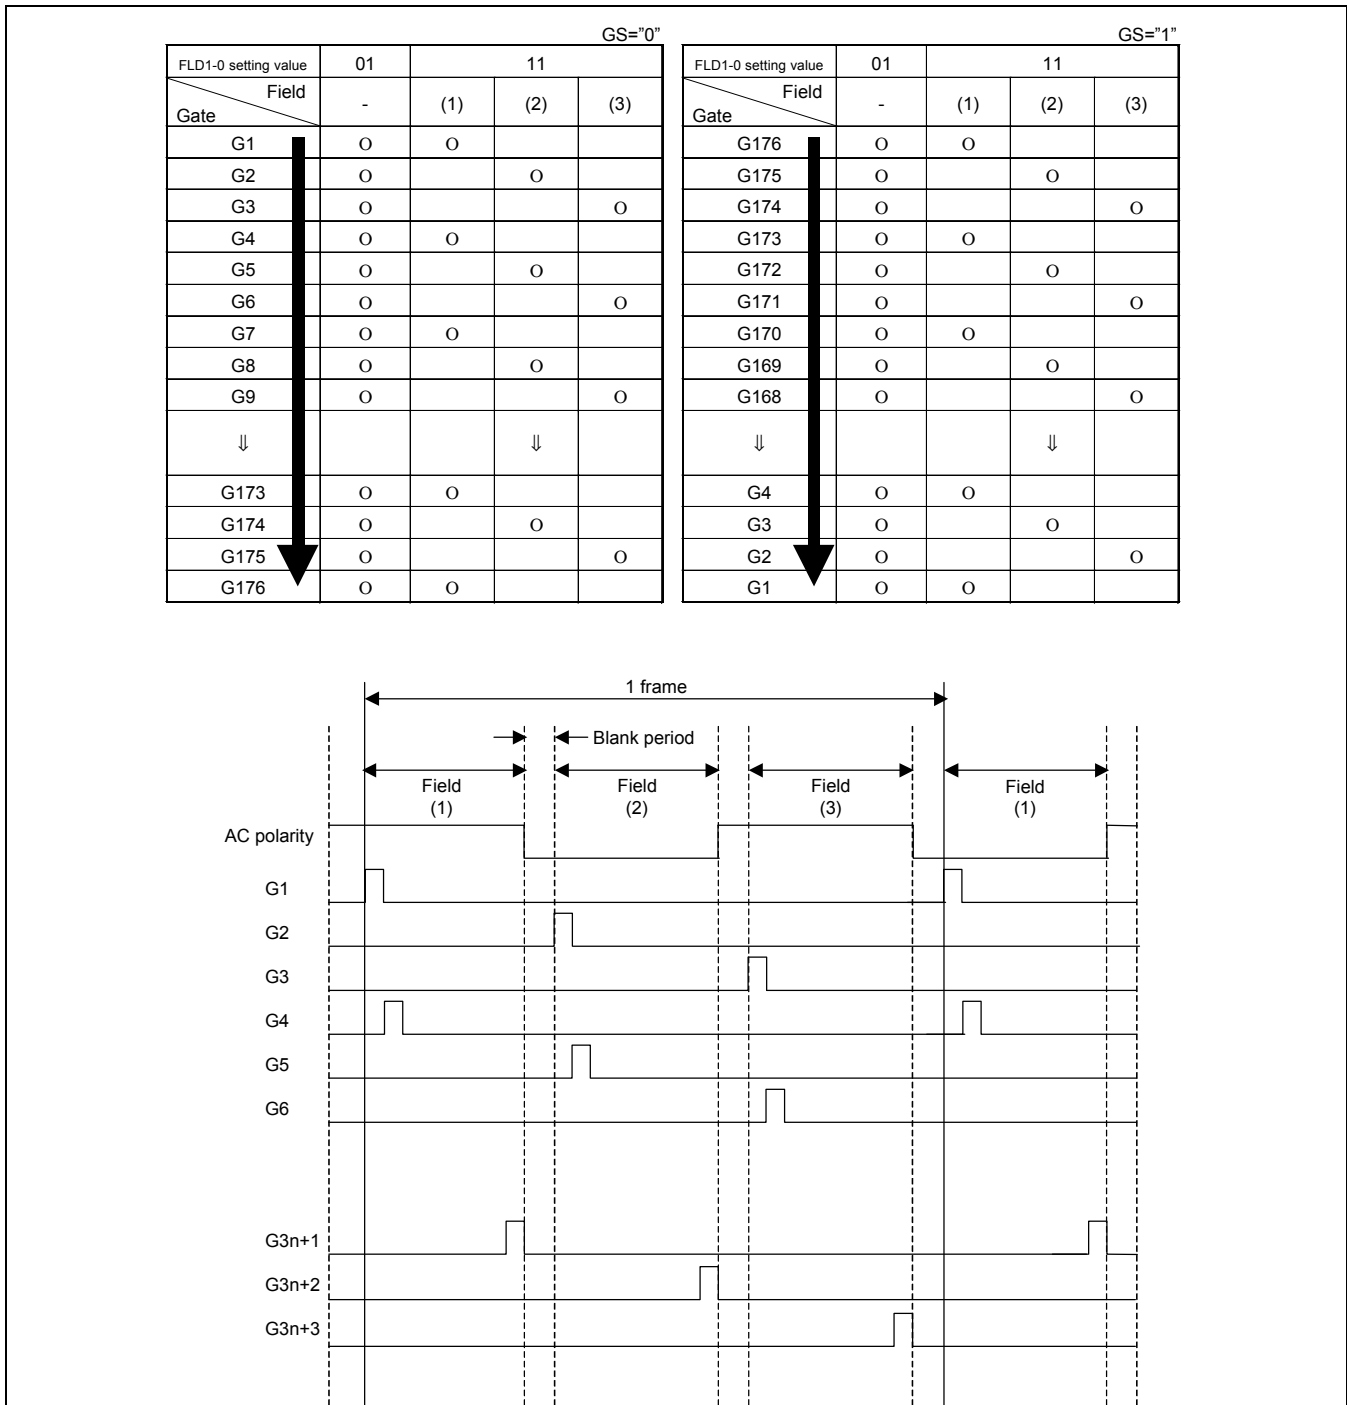 GS="0"
FLD1-0 setting value 01 11
Field
Gate - (1) (2) (3)
G1 O O
G2 O O
G3 O O
G4 O O
G5 O O
G6 O O
G7 O O
G8 O O
G9 O O
⇓ ⇓
G173 O O
G174 O O
G175 O O
G176 O O
GS="1"
FLD1-0 setting value 01 11
Field
Gate - (1) (2) (3)
G176 O O
G175 O O
G174 O O
G173 O O
G172 O O
G171 O O
G170 O O
G169 O O
G168 O O
⇓ ⇓
G4 O O
G3 O O
G2 O O
G1 O O
1 frame
Blank period
Field (1)
Field (2)
Field (3)
Field (1)
AC polarity
G1
G2
G3
G4
G5
G6
G3n+1
G3n+2
G3n+3